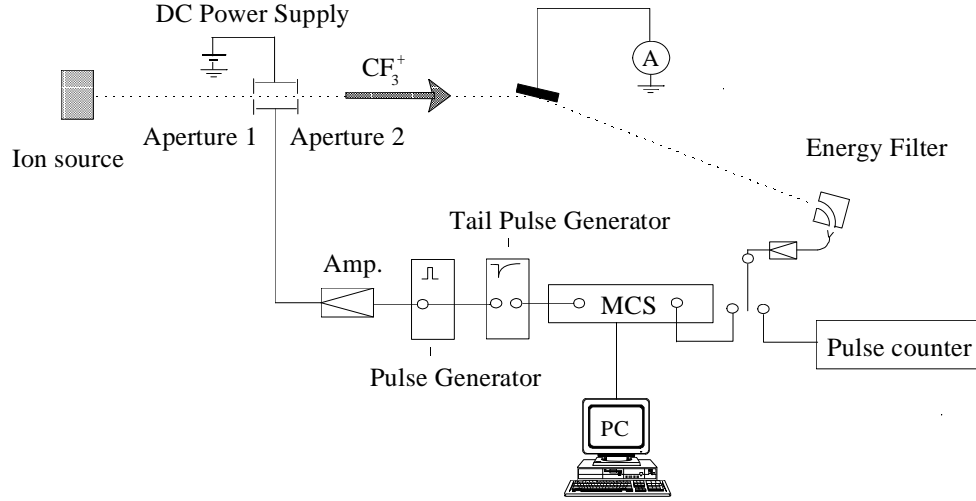 DC Power Supply
CF3+
A
Aperture 1
Aperture 2
Ion source
Energy Filter
Tail Pulse Generator
Amp.
MCS
Pulse counter
Pulse Generator
PC